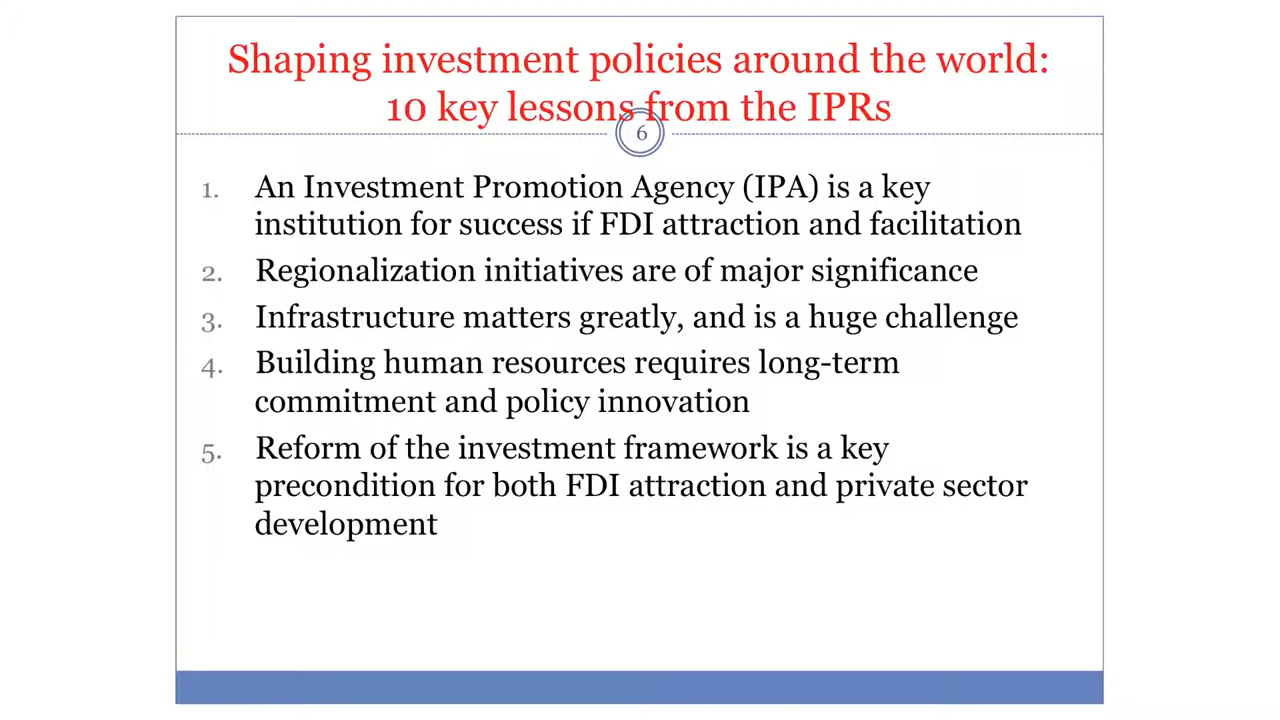 Shaping investment policies around the world:
10 key lessons from the IPRs
6
1. An Investment Promotion Agency (IPA) is a key
institution for success if FDI attraction and facilitation
2. Regionalization initiatives are of major significance
3. Infrastructure matters greatly, and is a huge challenge
4. Building human resources requires long-term
commitment and policy innovation
5. Reform of the investment framework is a key
precondition for both FDI attraction and private sector
development